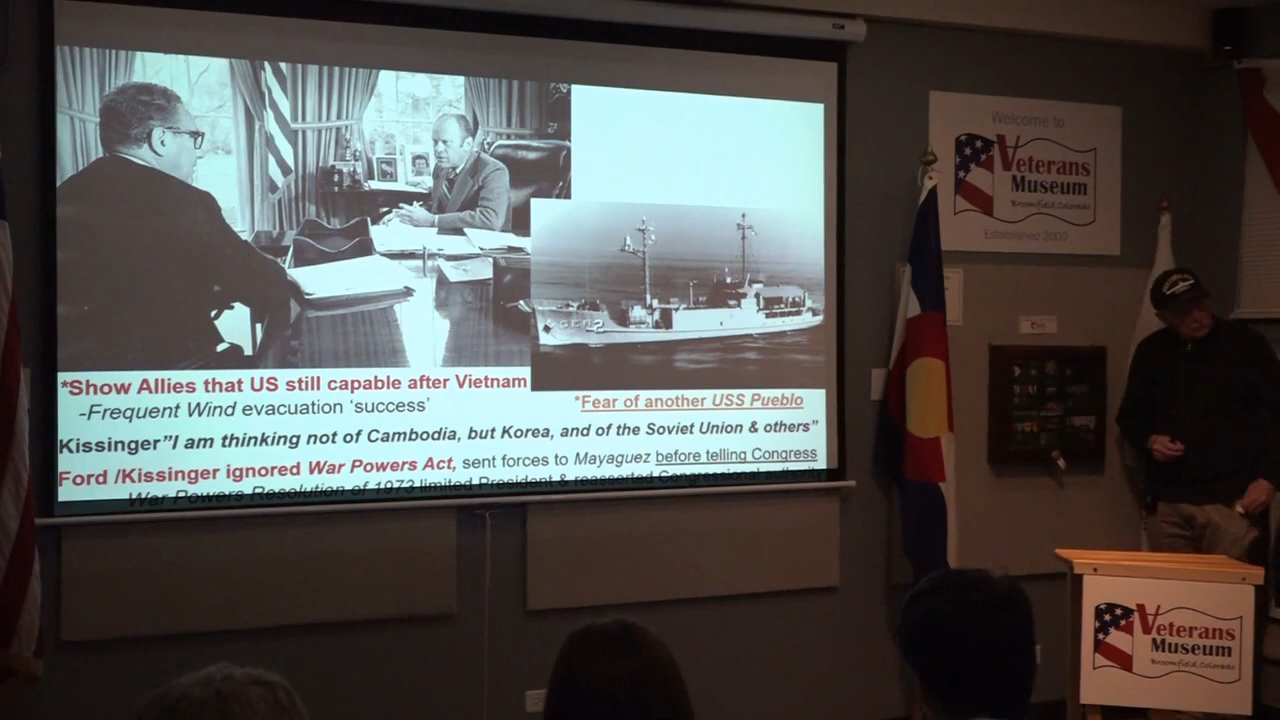 *Show Allies that US still capable after Vietnam
-Frequent Wind evacuation ‘success’
GER2
*Fear of another USS Pueblo
Kissinger”I am thinking not of Cambodia, but Korea, and of the Soviet Union & others”
Ford /Kissinger ignored War Powers Act, sent forces to Mayaguez before telling Congress
War Powers Resolution of 1973 limited President & reasserted Congressional authority
Welcome to
Veterans
Museum
Broomfield, Colorado
Established 2002
Veterans
Museum
Broomfield, Colorado